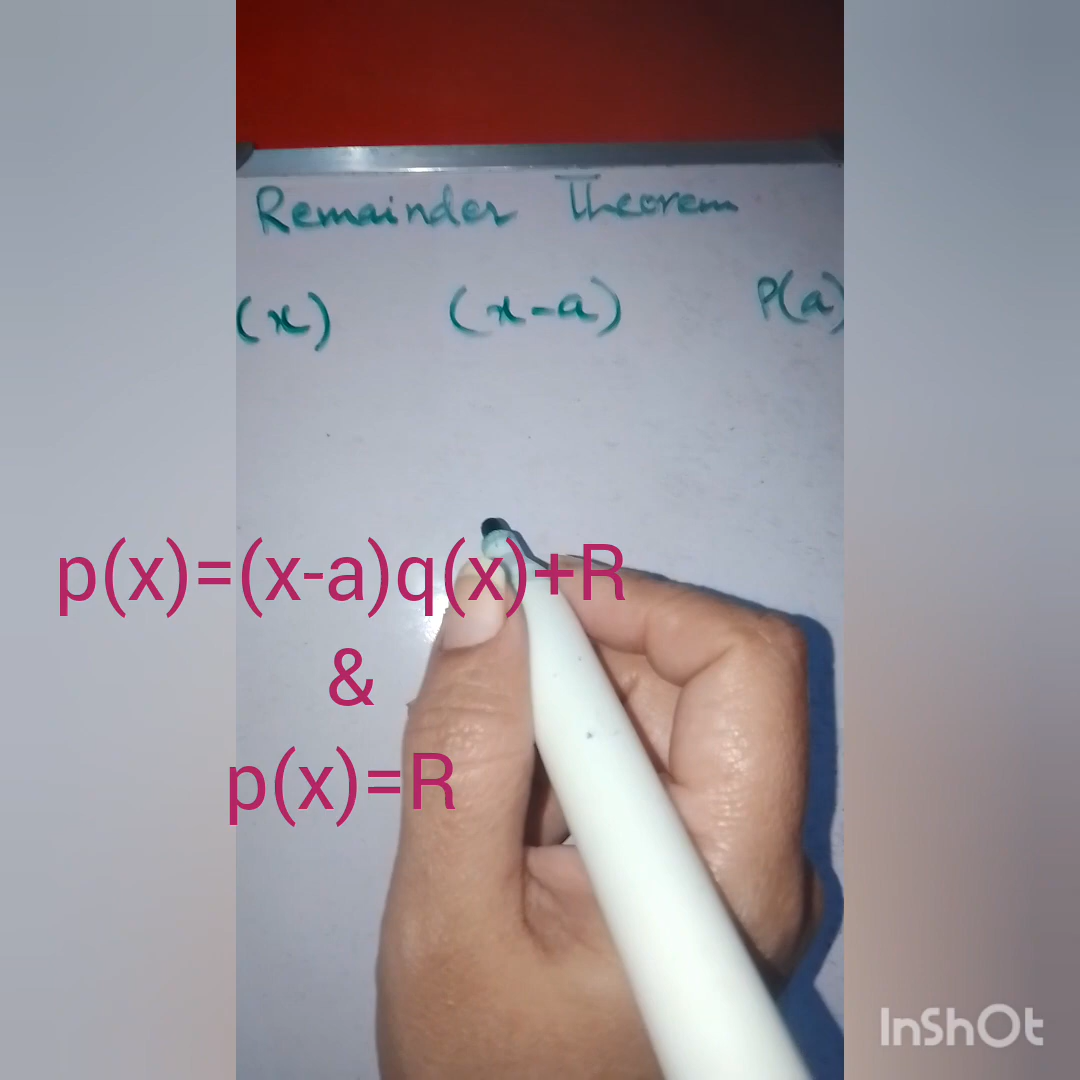 Remainder Theorem
(x) (x-a) P(a)
p(x)=(x-a)q(x)+R
&
p(x)=R
InShOt